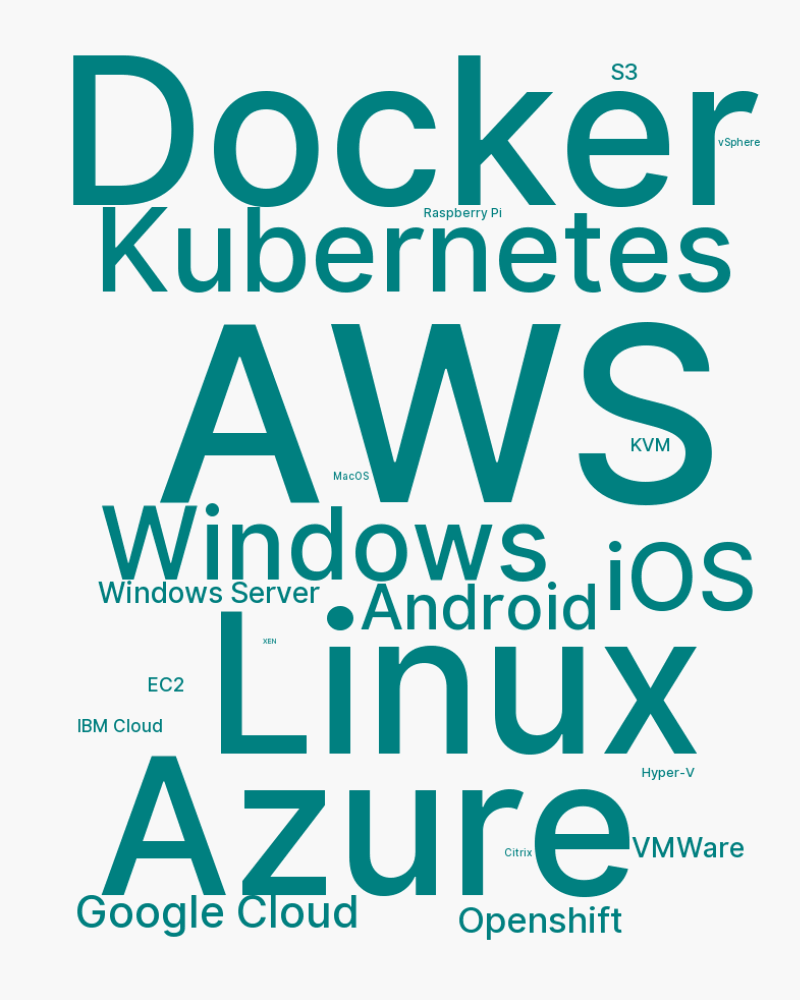 Docker
S3
vSphere
Raspberry Pi
Kubernetes
AWS
KVM
MacOS
Windows
iOS
Windows Server
Android
Linux
XEN
EC2
IBM Cloud
Hyper-V
Azure
Citrix
VMWare
Google Cloud
Openshift